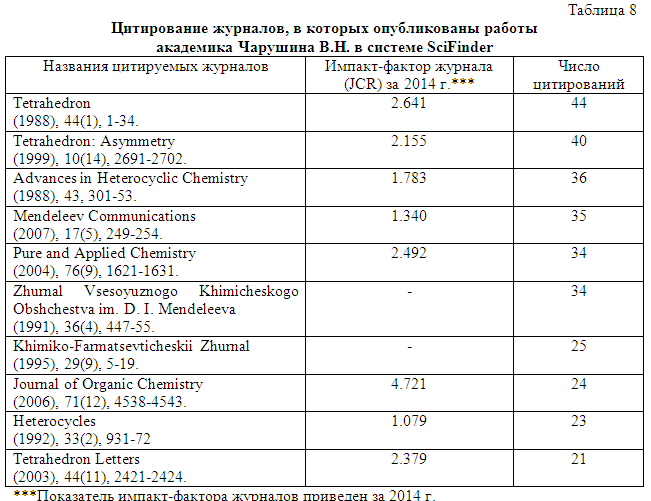 Таблица 8
Цитирование журналов, в которых опубликованы работы
академика Чарушина В.Н. в системе SciFinder
Названия цитируемых журналов
Импакт-фактор журнала
(JCR) за 2014 г.***
Число
цитирований
Tetrahedron
(1988), 44(1), 1-34.
2.641
44
Tetrahedron: Asymmetry
(1999), 10(14), 2691-2702.
2.155
40
Advances in Heterocyclic Chemistry
(1988), 43, 301-53.
1.783
36
Mendeleev Communications
(2007), 17(5), 249-254.
1.340
35
Pure and Applied Chemistry
(2004), 76(9), 1621-1631.
2.492
34
Zhurnal Vsesoyuznogo Khimicheskogo
Obshchestva im. D. I. Mendeleeva
(1991), 36(4), 447-55.
-
34
Khimiko-Farmatsevticheskii Zhurnal
(1995), 29(9), 5-19.
-
25
Journal of Organic Chemistry
(2006), 71(12), 4538-4543.
4.721
24
Heterocycles
(1992), 33(2), 931-72
1.079
23
Tetrahedron Letters
(2003), 44(11), 2421-2424.
2.379
21
***Показатель импакт-фактора журналов приведен за 2014 г.